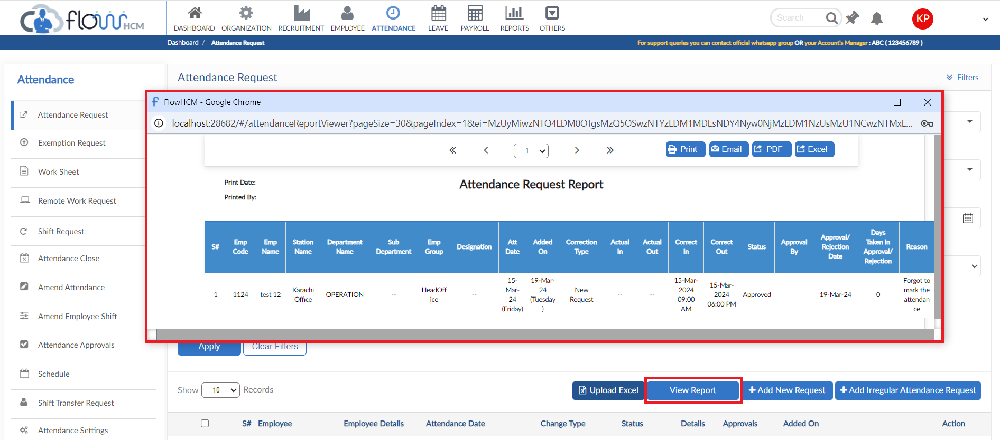 flowHCM
DASHBOARD
ORGANIZATION
RECRUITMENT
EMPLOYEE
ATTENDANCE
LEAVE
PAYROLL
REPORTS
OTHERS
Search
KP
Dashboard / Attendance Request
For support queries you can contact official whatsapp group OR your Account's Manager : ABC ( 123456789 )
Attendance
Attendance Request
Exemption Request
Work Sheet
Remote Work Request
Shift Request
Attendance Close
Amend Attendance
Amend Employee Shift
Attendance Approvals
Schedule
Shift Transfer Request
Attendance Settings
Attendance Request
Filters
FlowHCM - Google Chrome
localhost:28682/#/attendanceReportViewer?pageSize=30&pageIndex=1&ei=MzUyMiwzNTQ4LDM0OTgsMzQ5OSwzNTYzLDM1MDEsNDY4Nyw0NjMzLDM1NzUsMzU1NCwzNTMxL...
1
Print
Email
PDF
Excel
Print Date:
Attendance Request Report
Printed By:
S#
Emp
Code
Emp
Name
Station
Name
Department
Name
Sub
Department
Emp
Group
Designation
Att
Date
Added
On
Correction
Type
Actual
In
Actual
Out
Correct
In
Correct
Out
Status
Approval
By
Approval/
Rejection
Date
Days
Taken In
Approval/
Rejection
Reason
1
1124
test 12
Karachi
Office
OPERATION
--
HeadOff
ice
--
15-
Mar-
24
(Friday)
19-Mar-
24
(Tuesday
)
New
Request
--
--
15-Mar-
2024
09:00
AM
15-Mar-
2024
06:00 PM
Approved
19-Mar-24
0
Forgot to
mark the
attendan
ce
Apply
Clear Filters
Show 10 Records
Upload Excel
View Report
Add New Request
Add Irregular Attendance Request
S#
Employee
Employee Details
Attendance Date
Change Type
Status
Details
Approvals
Added On
Action